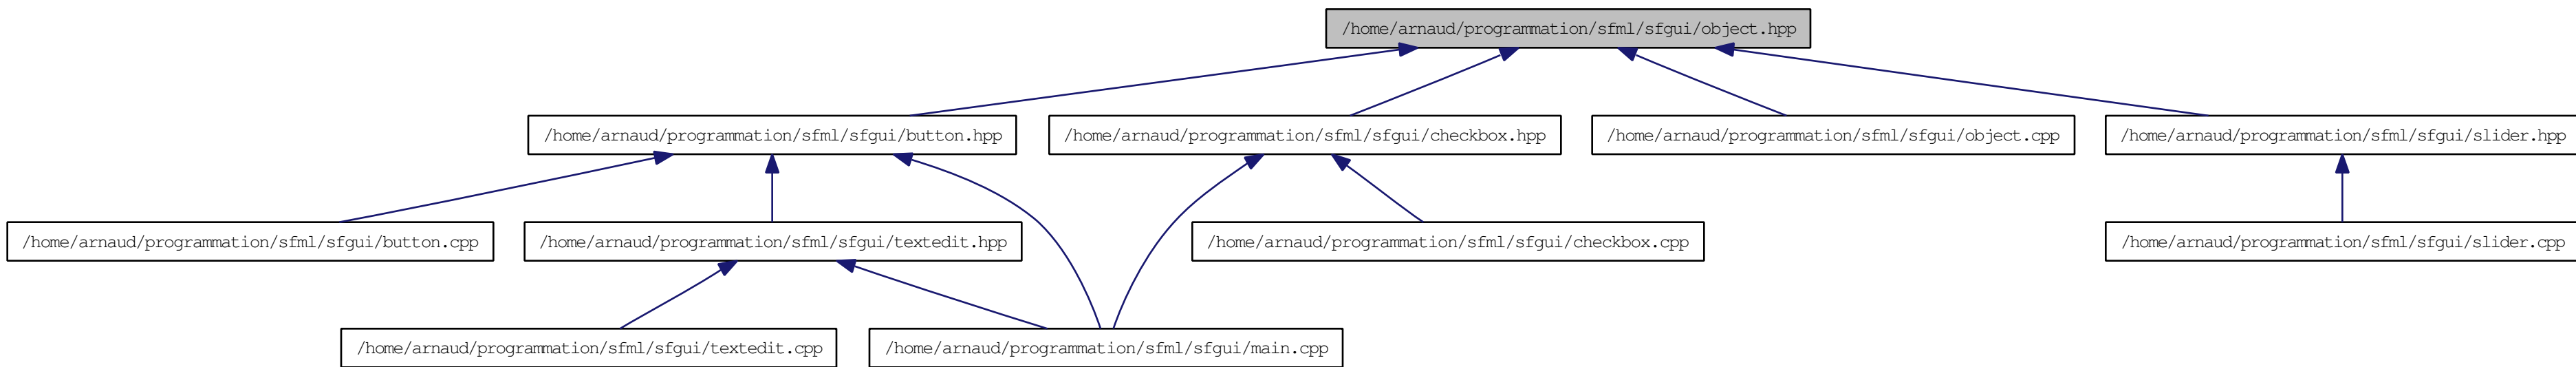 /home/arnaud/programmation/sfml/sfgui/object.hpp
/home/arnaud/programmation/sfml/sfgui/button.hpp
/home/arnaud/programmation/sfml/sfgui/checkbox.hpp
/home/arnaud/programmation/sfml/sfgui/object.cpp
/home/arnaud/programmation/sfml/sfgui/slider.hpp
/home/arnaud/programmation/sfml/sfgui/button.cpp
/home/arnaud/programmation/sfml/sfgui/textedit.hpp
/home/arnaud/programmation/sfml/sfgui/checkbox.cpp
/home/arnaud/programmation/sfml/sfgui/slider.cpp
/home/arnaud/programmation/sfml/sfgui/textedit.cpp
/home/arnaud/programmation/sfml/sfgui/main.cpp